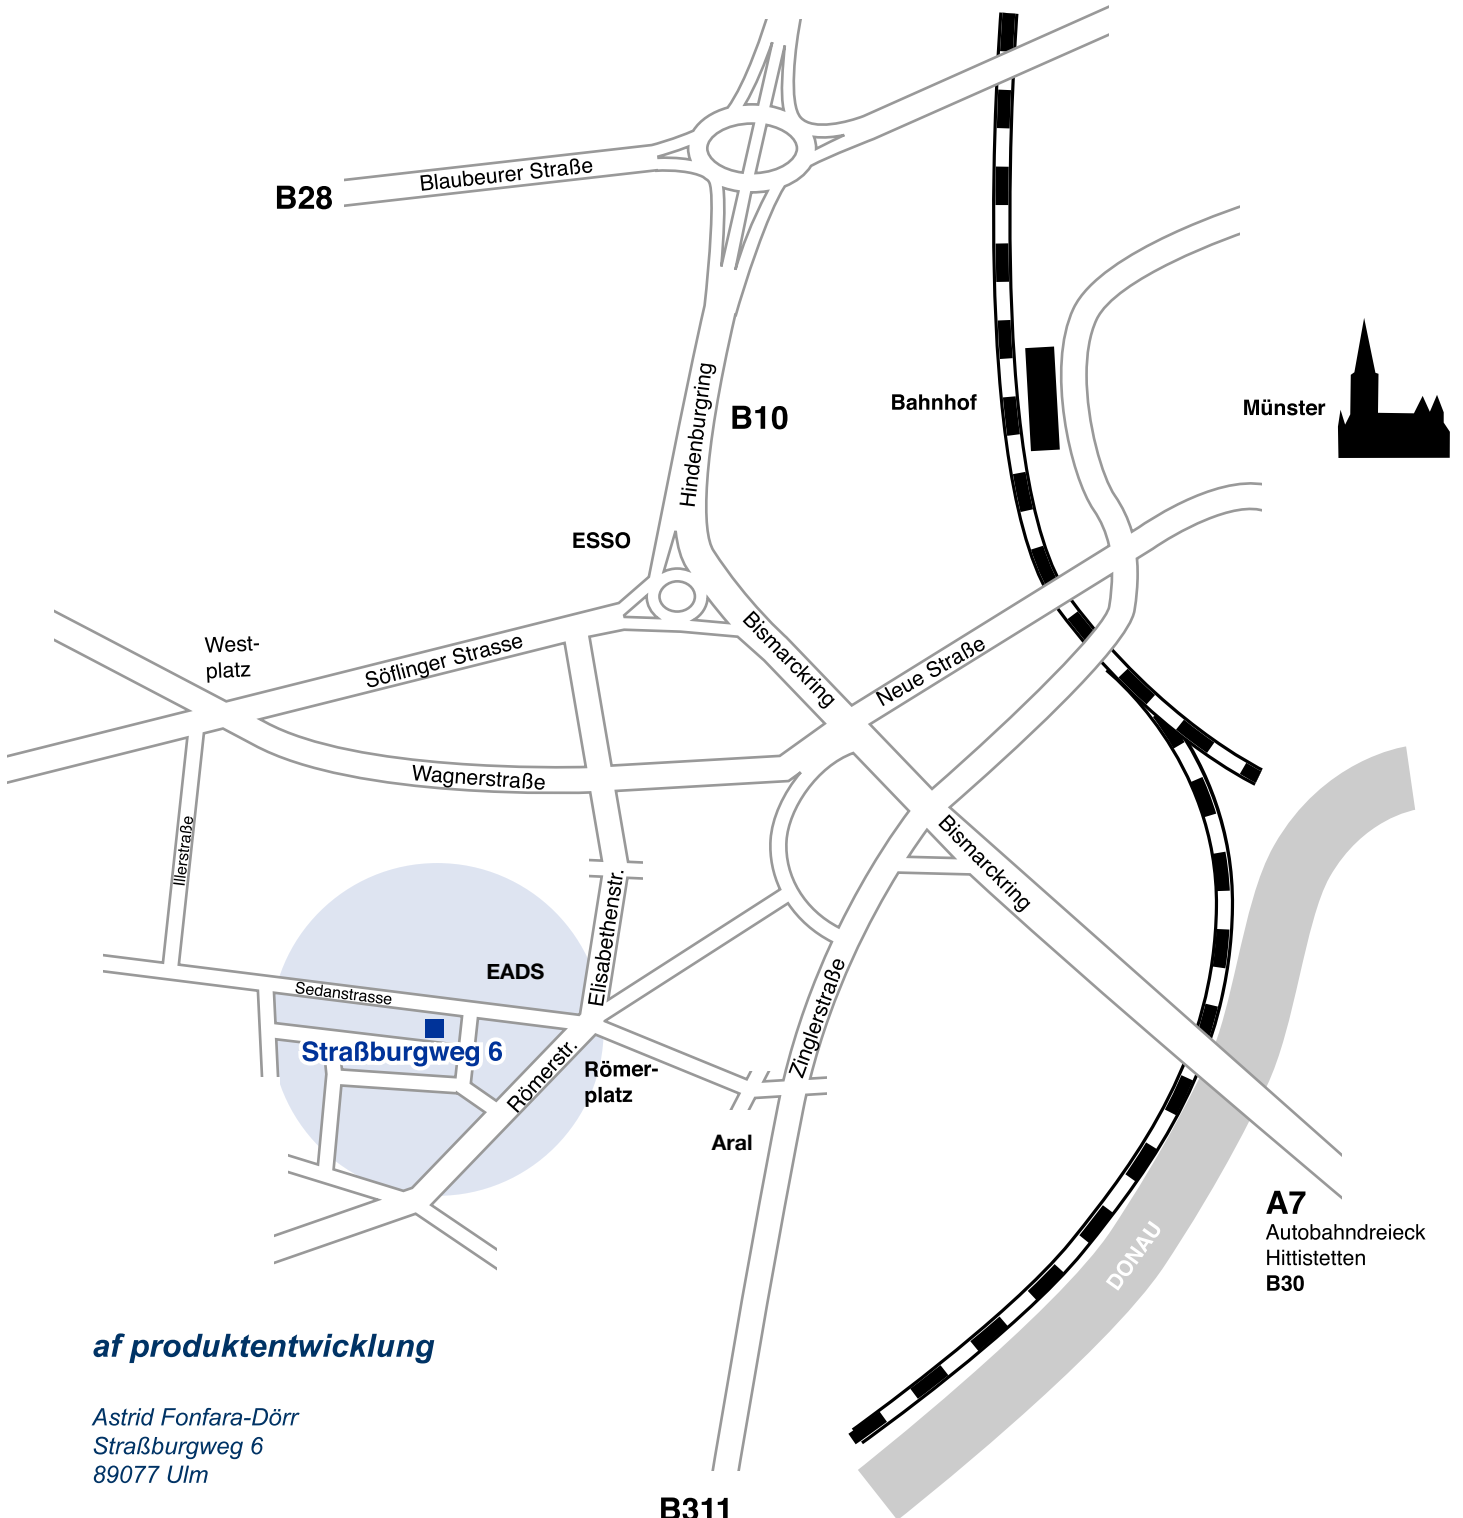 Blaubeurer Straße
B28
Hindenburgring
B10
Bahnhof
Münster
ESSO
West-
platz
Söflinger Strasse
Bismarckring
Neue Straße
Wagnerstraße
Illerstraße
Bismarckring
Elisabethenstr.
EADS
Sedanstrasse
Straßburgweg 6
Römerstr.
Römer-
platz
Zinglerstraße
Aral
A7
Autobahndreieck
Hittistetten
B30
DONAU
af produktentwicklung
Astrid Fonfara-Dörr
Straßburgweg 6
89077 Ulm
B311